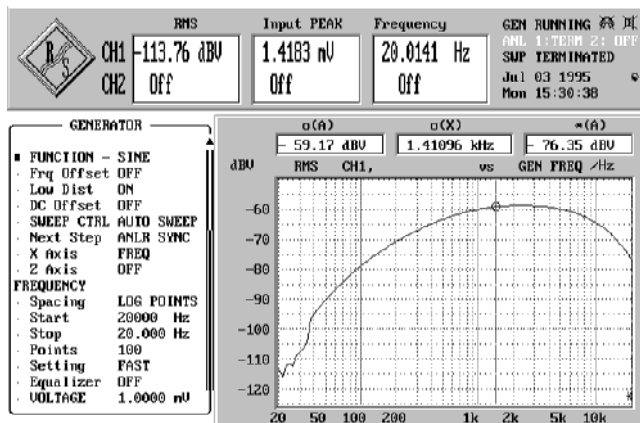 RMS Input PEAK Frequency
CH1 -113.76 dBV 1.4183 mV 20.0141 Hz
CH2 Off Off Off
R S
GEN RUNNING
ANL 1:TERM 2: OFF
SWP TERMINATED
Jul 03 1995
Mon 15:30:38
GENERATOR
FUNCTION - SINE
Frq Offset OFF
Low Dist ON
DC Offset OFF
SWEEP CTRL AUTO SWEEP
Next Step ANLR SYNC
X Axis FREQ
Z Axis OFF
FREQUENCY
Spacing LOG POINTS
Start 20000 Hz
Stop 20.000 Hz
Points 100
Setting FAST
Equalizer OFF
VOLTAGE 1.0000 mV
o(A) o(X) *(A)
- 59.17 dBV 1.41096 kHz - 76.35 dBV
dBV RMS CH1, vs GEN FREQ /Hz
-60
-70
-80
-90
-100
-110
-120
20 50 100 200 1k 2k 5k 10k